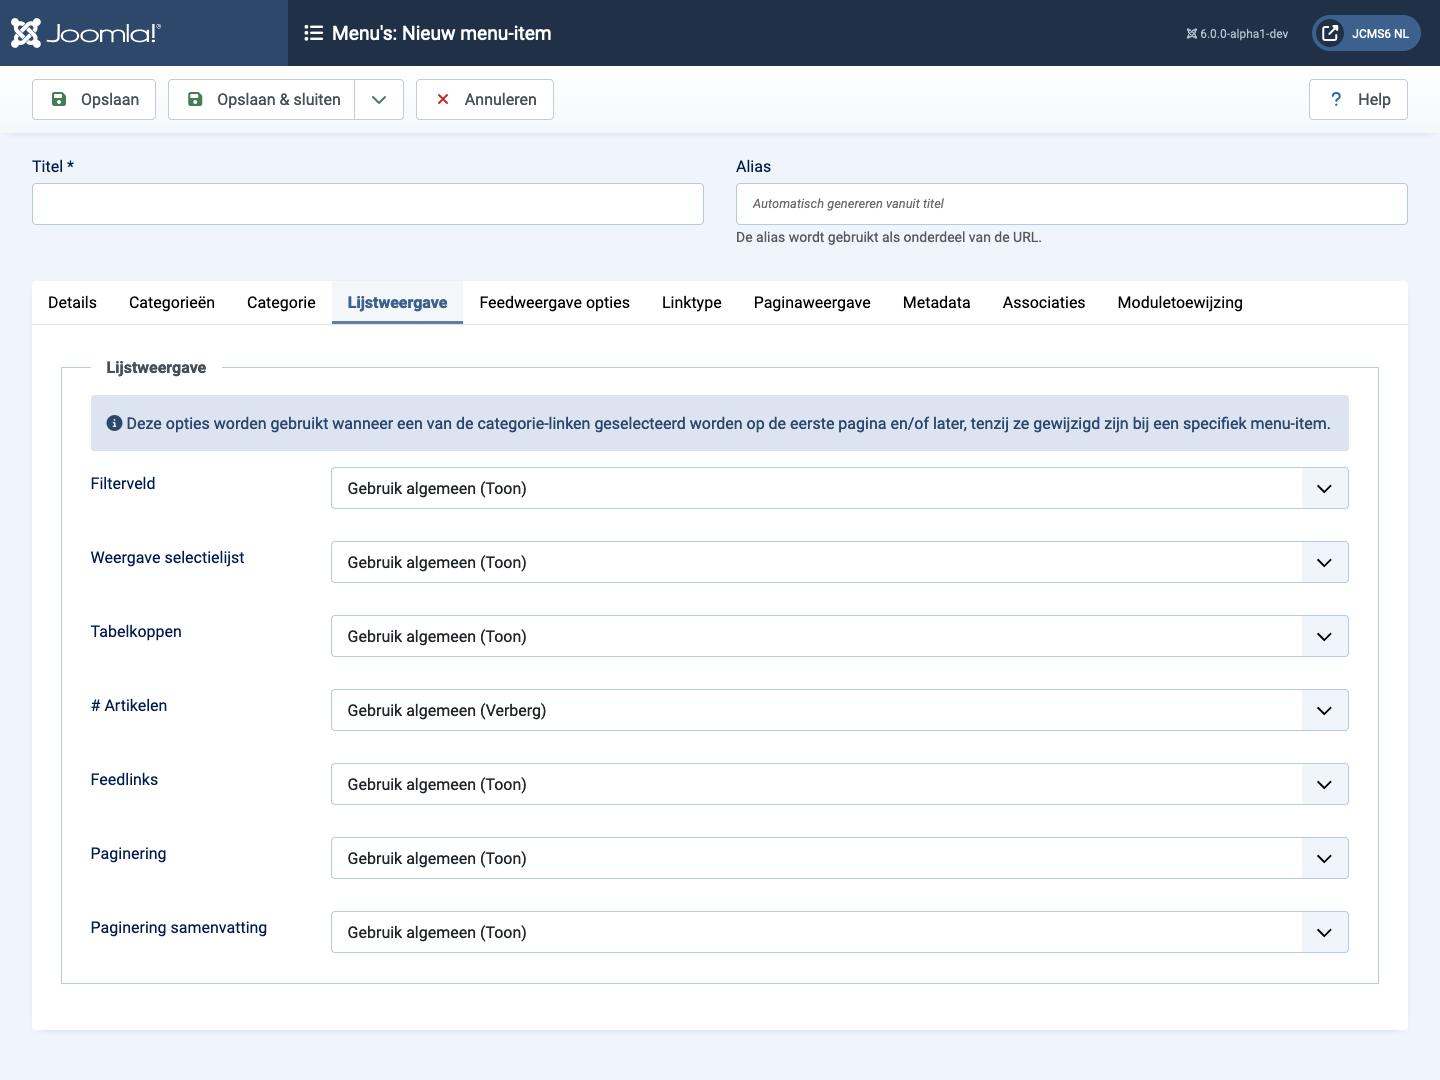 Joomla!®
Menu's: Nieuw menu-item
6.0.0-alpha1-dev
JCMS6 NL
Opslaan
Opslaan & sluiten
Annuleren
? Help
Titel *
Alias
Automatisch genereren vanuit titel
De alias wordt gebruikt als onderdeel van de URL.
Details Categorieën Categorie Lijstweergave Feedweergave opties Linktype Paginaweergave Metadata Associaties Moduletoewijzing
Lijstweergave
Deze opties worden gebruikt wanneer een van de categorie-linken geselecteerd worden op de eerste pagina en/of later, tenzij ze gewijzigd zijn bij een specifiek menu-item.
Filterveld
Gebruik algemeen (Toon)
Weergave selectielijst
Gebruik algemeen (Toon)
Tabelkoppen
Gebruik algemeen (Toon)
# Artikelen
Gebruik algemeen (Verberg)
Feedlinks
Gebruik algemeen (Toon)
Paginering
Gebruik algemeen (Toon)
Paginering samenvatting
Gebruik algemeen (Toon)